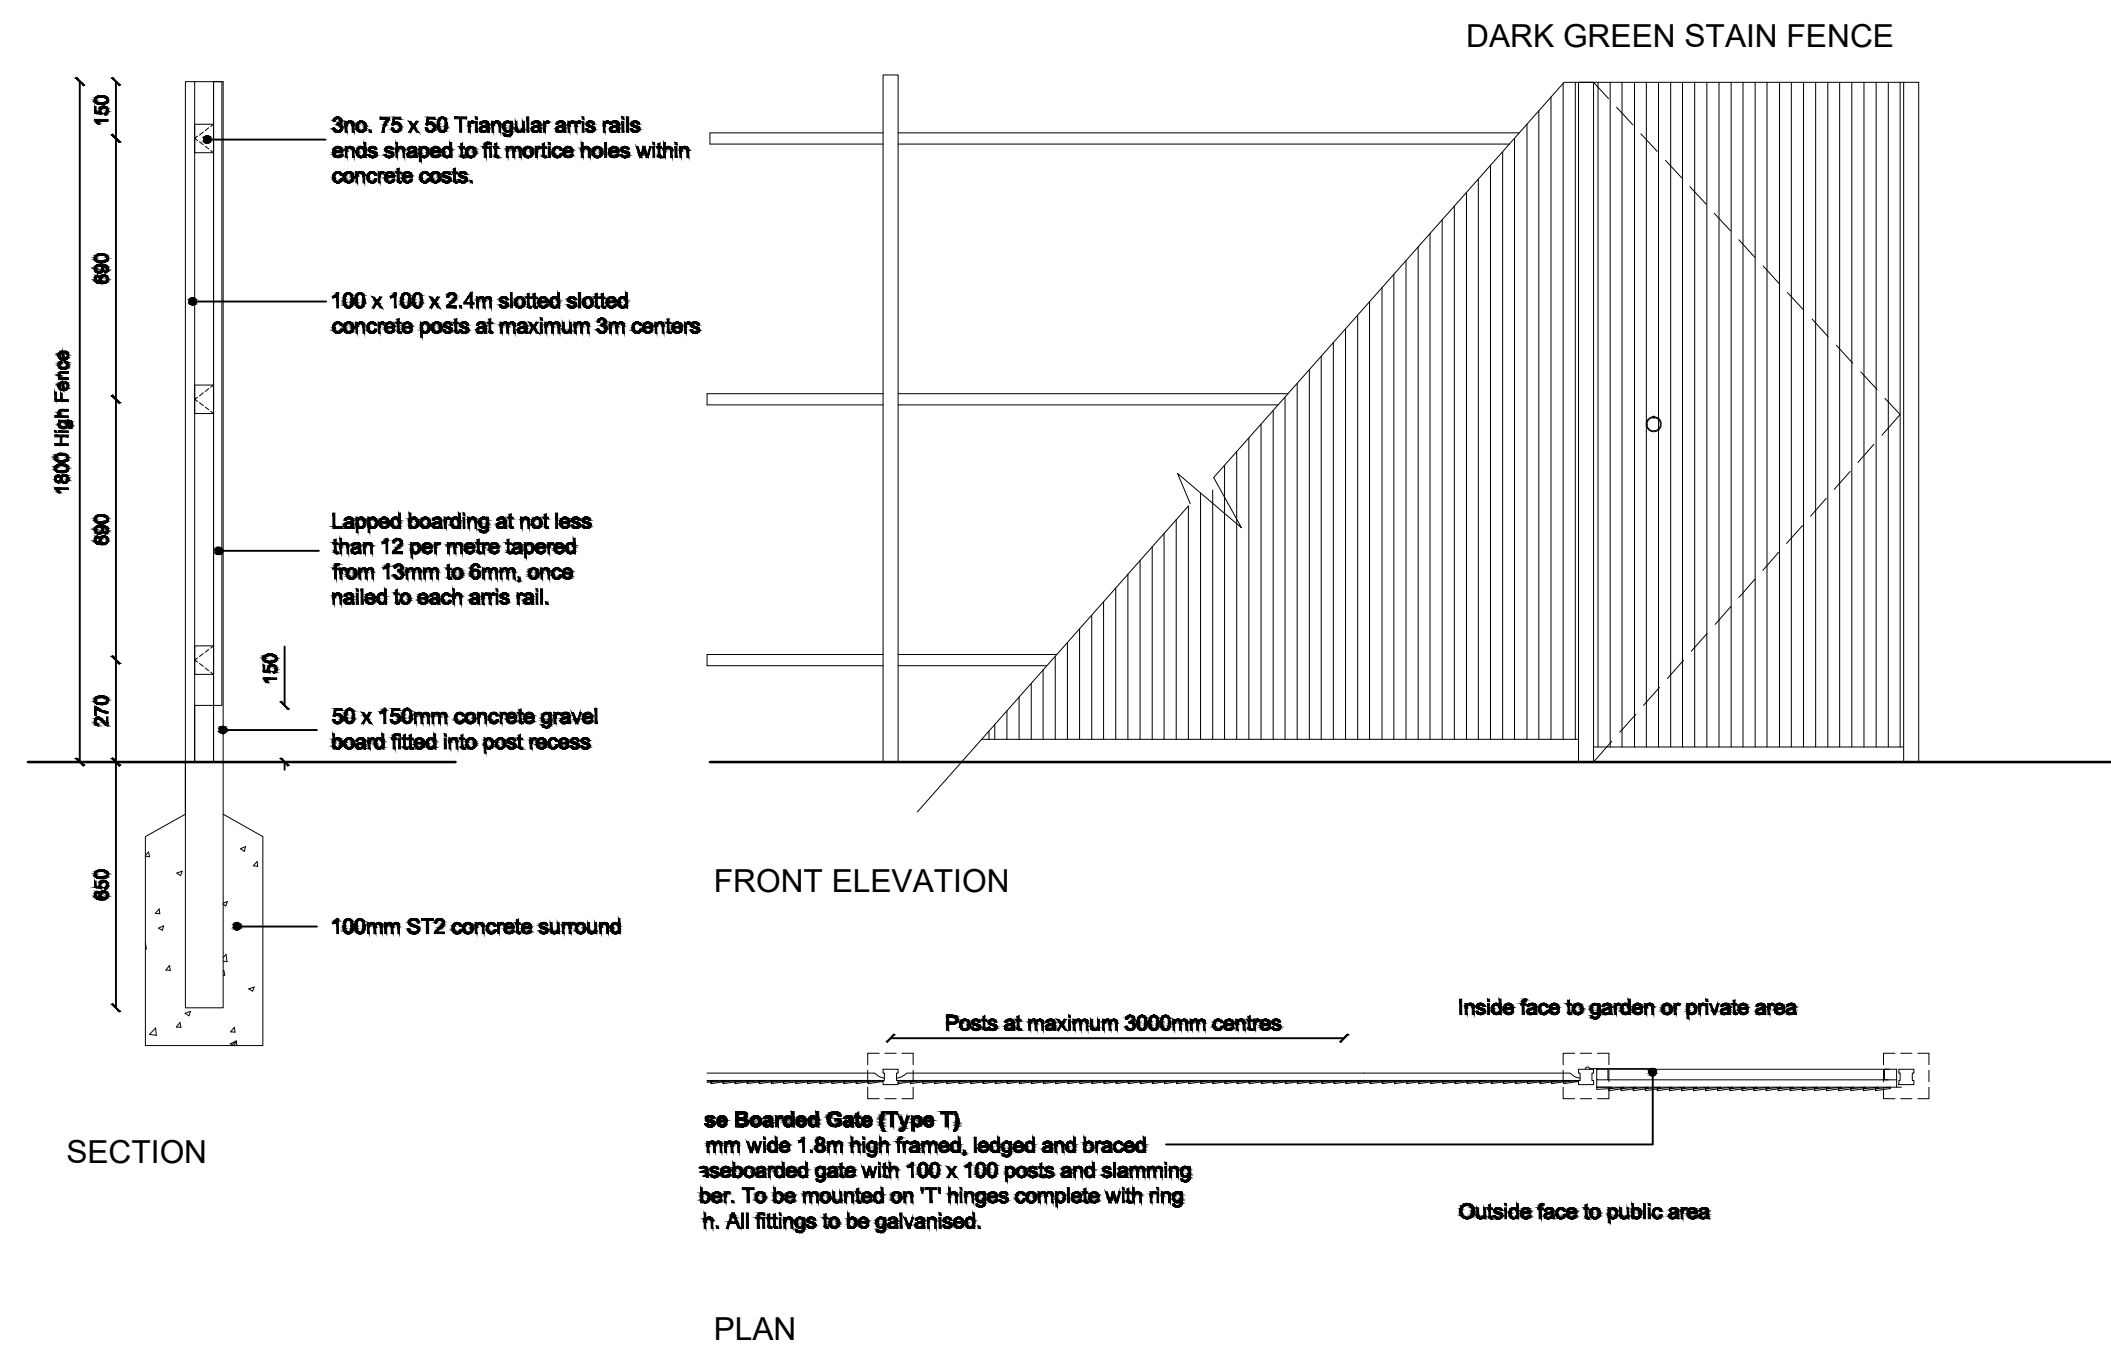 DARK GREEN STAIN FENCE
150
690
690
270
650
1800 High Fence
150
3no. 75 x 50 Triangular arris rails
ends shaped to fit mortice holes within
concrete costs.
100 x 100 x 2.4m slotted slotted
concrete posts at maximum 3m centers
Lapped boarding at not less
than 12 per metre tapered
from 13mm to 6mm, once
nailed to each arris rail.
50 x 150mm concrete gravel
board fitted into post recess
100mm ST2 concrete surround
SECTION
FRONT ELEVATION
Posts at maximum 3000mm centres
Inside face to garden or private area
se Boarded Gate (Type T)
mm wide 1.8m high framed, ledged and braced
seboarded gate with 100 x 100 posts and slamming
ber. To be mounted on 'T' hinges complete with ring
h. All fittings to be galvanised.
Outside face to public area
PLAN